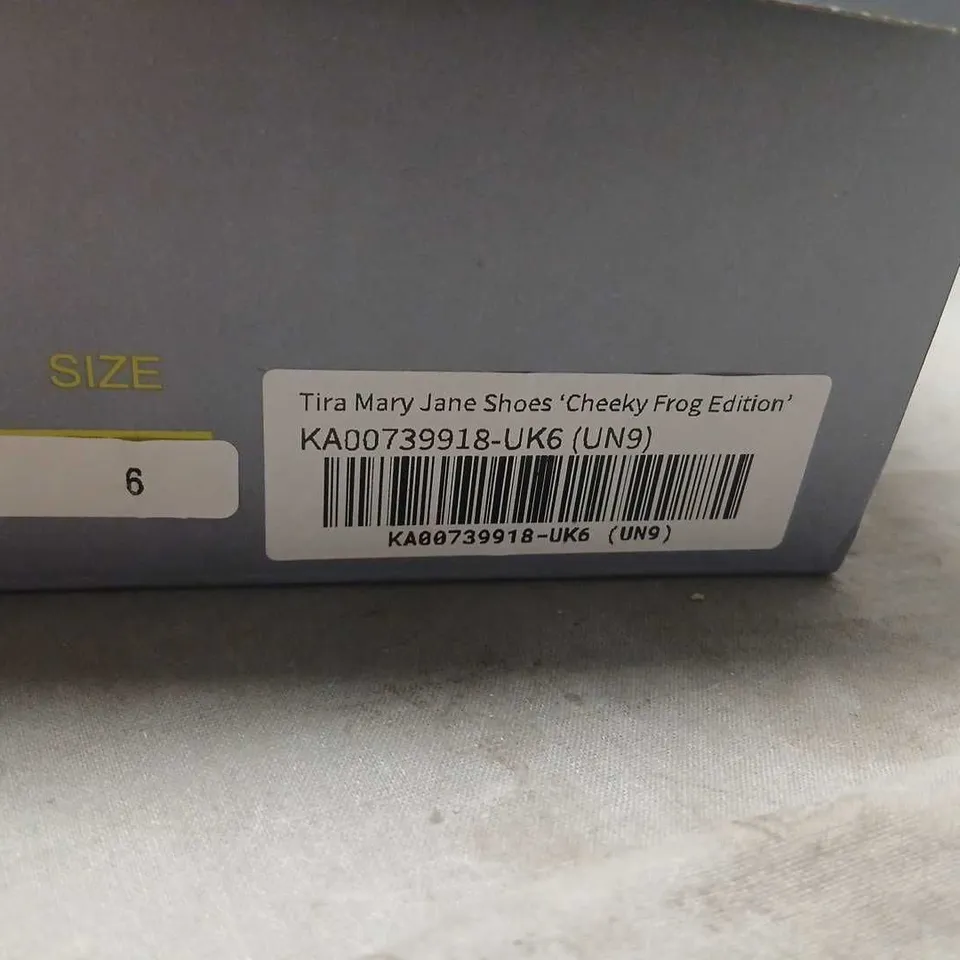 SIZE
6
Tira Mary Jane Shoes ‘Cheeky Frog Edition’
KA00739918-UK6 (UN9)
KA00739918-UK6 (UN9)